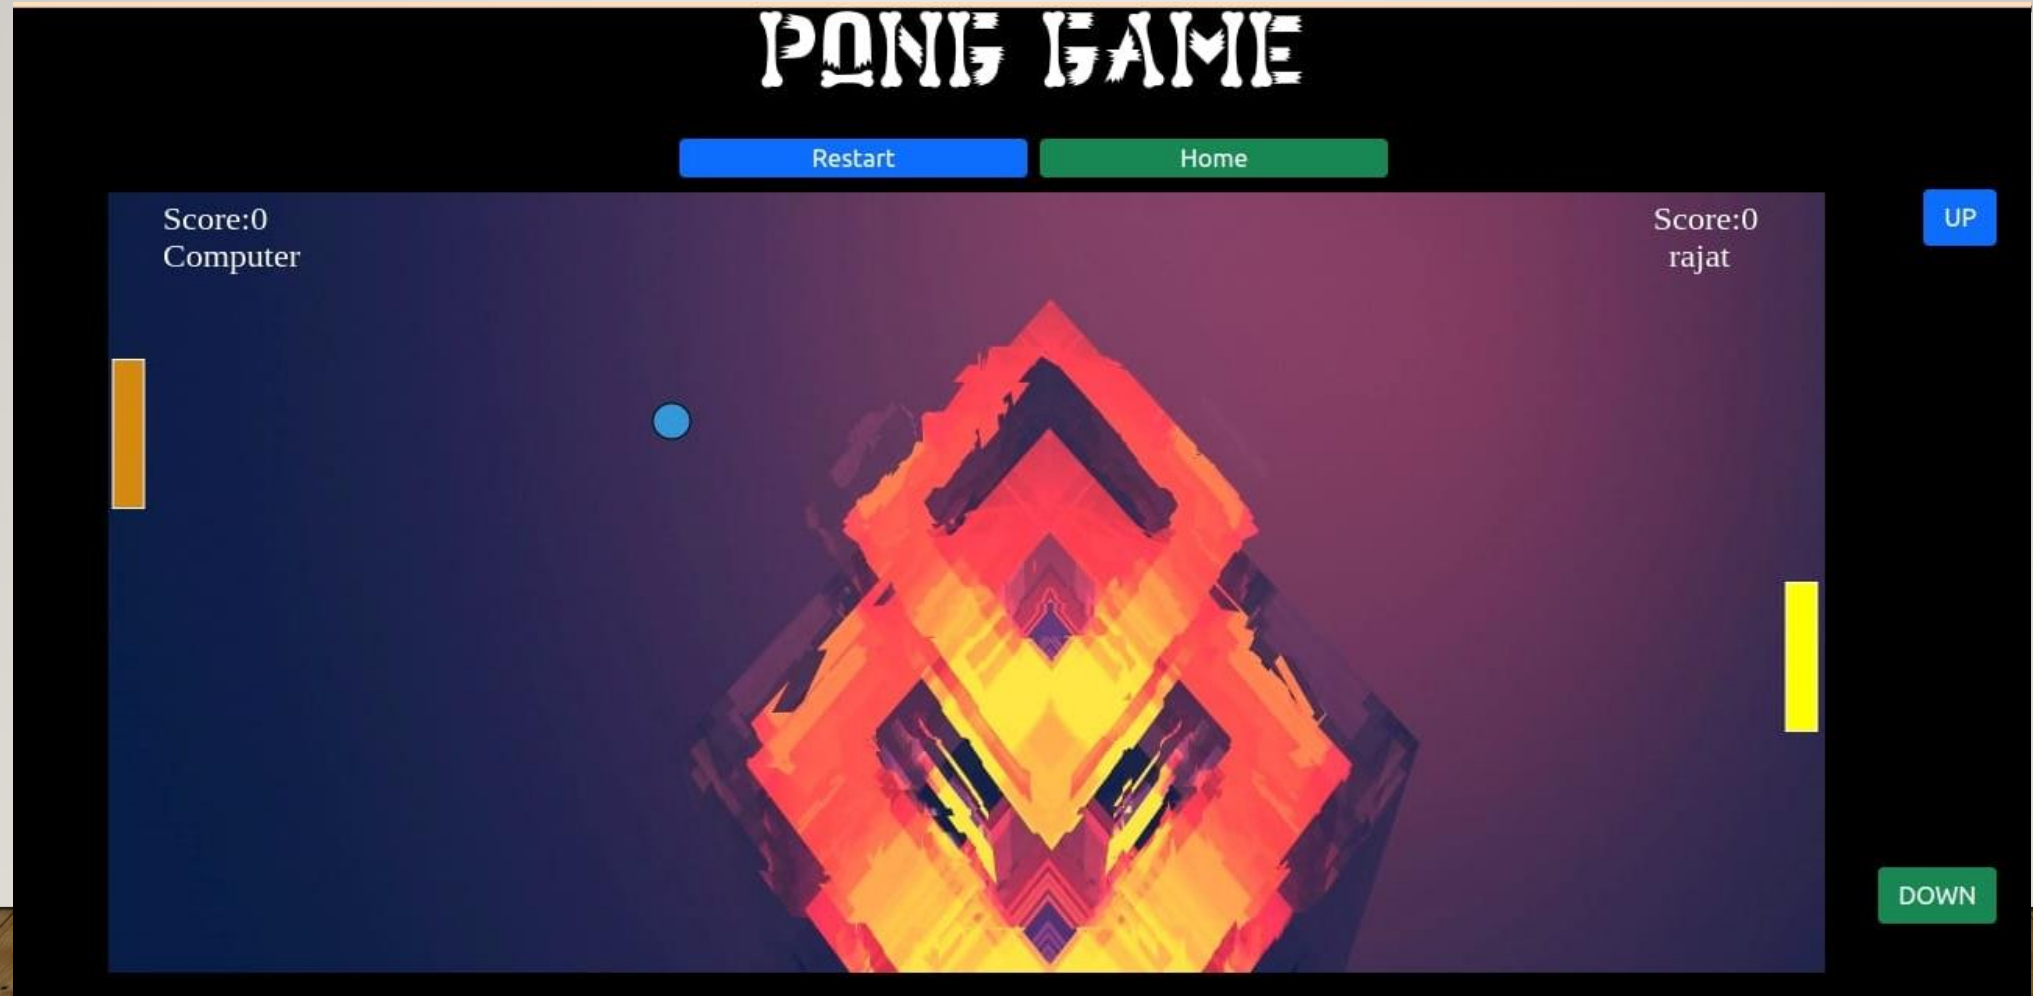 PONG GAME
Restart
Home
Score:0
Computer
Score:0
rajat
UP
DOWN